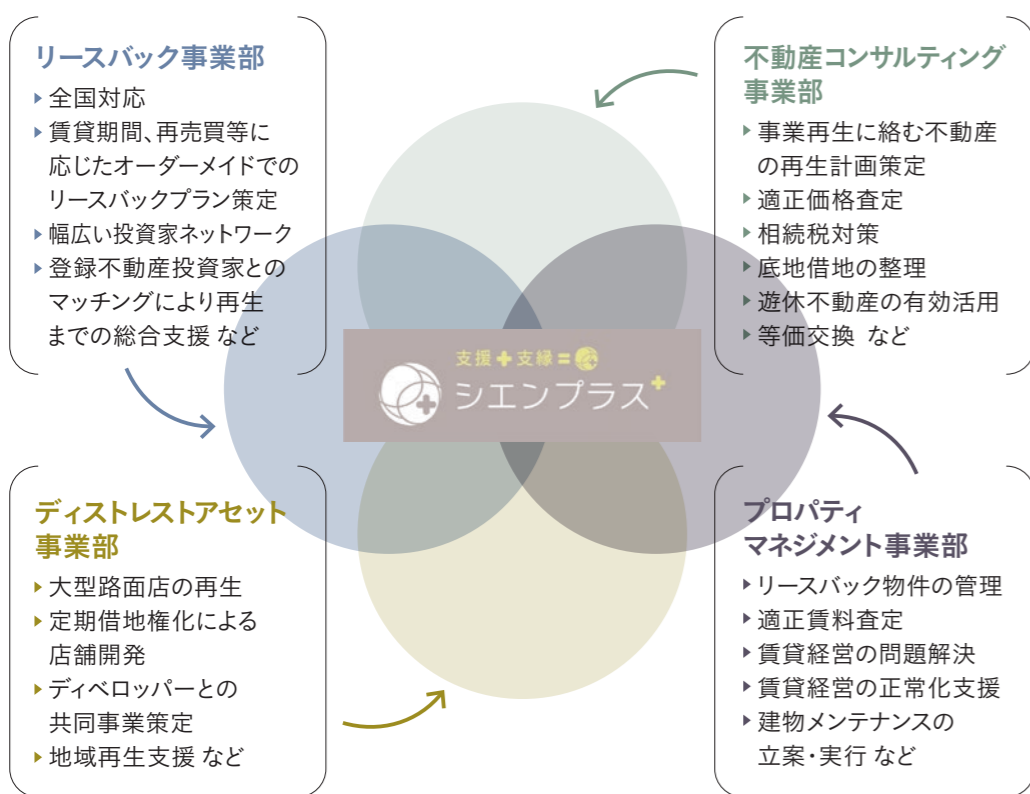 リースバック事業部
▸全国対応
▸賃貸期間、再売買等に
応じたオーダーメイドでの
リースバックプラン策定
▸幅広い投資家ネットワーク
▸登録不動産投資家との
マッチングにより再生
までの総合支援 など
不動産コンサルティング
事業部
▸事業再生に絡む不動産
の再生計画策定
▸適正価格査定
▸相続税対策
▸底地借地の整理
▸遊休不動産の有効活用
▸等価交換 など
支援+支縁=
シエンプラス+
ディストレストアセット
事業部
▸大型路面店の再生
▸定期借地権化による
店舗開発
▸ディベロッパーとの
共同事業策定
▸地域再生支援 など
プロパティ
マネジメント事業部
▸リースバック物件の管理
▸適正賃料査定
▸賃貸経営の問題解決
▸賃貸経営の正常化支援
▸建物メンテナンスの
立案・実行 など